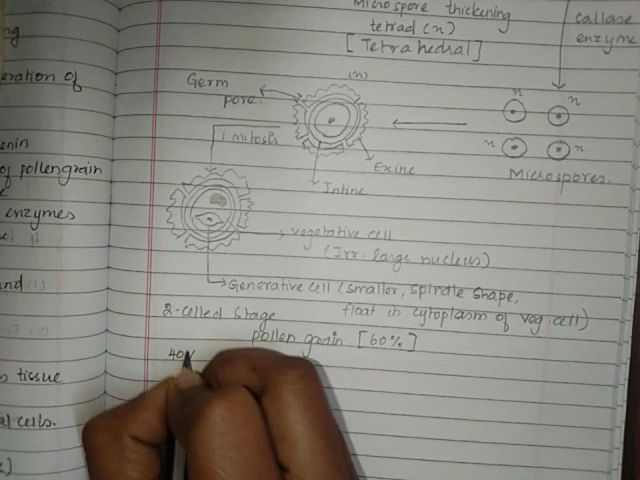 Microspore thickening
tetrad (n)
[Tetrahedral]
callase
enzyme
ng
eration of
enin
of pollengrain
enzymes
and
tissue
al cells.
Germ
pore
(n)
n
n
n
n
Microspores.
1 mitosis
Exine
Intine
vegetative cell
(Irr. large nucleus)
Generative cell (smaller, spindle shape,
float in cytoplasm of veg. cell)
2-celled stage
pollen grain [60%]
40%